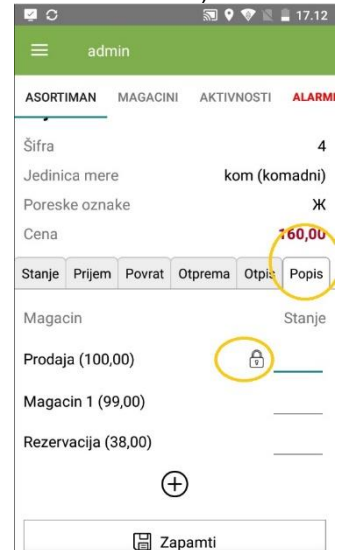 17.12
admin
ASORTIMAN MAGACINI AKTIVNOSTI ALARMI
Šifra 4
Jedinica mere kom (komadni)
Poreske oznake Ж
Cena 160,00
Stanje Prijem Povrat Otprema Otpis Popis
Magacin Stanje
Prodaja (100,00)
Magacin 1 (99,00)
Rezervacija (38,00)
Zapamti